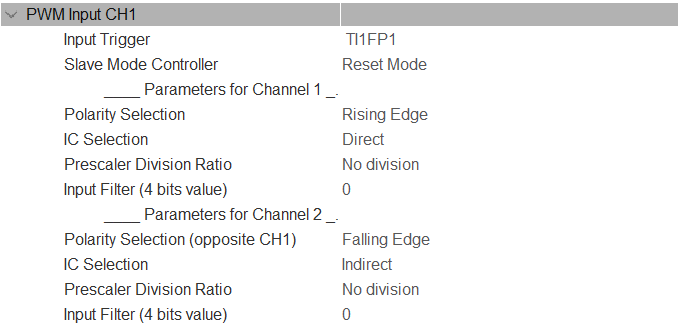 PWM Input CH1
Input Trigger TI1FP1
Slave Mode Controller Reset Mode
____ Parameters for Channel 1 _.
Polarity Selection Rising Edge
IC Selection Direct
Prescaler Division Ratio No division
Input Filter (4 bits value) 0
____ Parameters for Channel 2 _.
Polarity Selection (opposite CH1) Falling Edge
IC Selection Indirect
Prescaler Division Ratio No division
Input Filter (4 bits value) 0